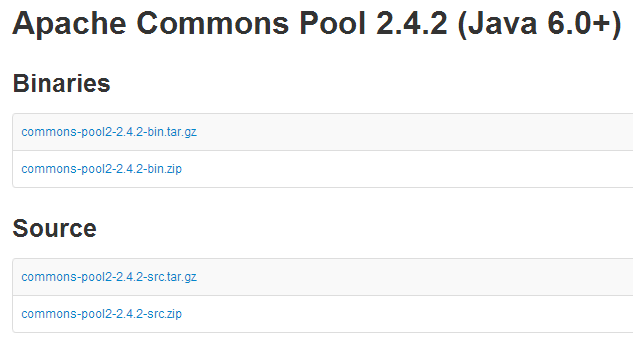 Apache Commons Pool 2.4.2 (Java 6.0+)
Binaries
commons-pool2-2.4.2-bin.tar.gz
commons-pool2-2.4.2-bin.zip
Source
commons-pool2-2.4.2-src.tar.gz
commons-pool2-2.4.2-src.zip